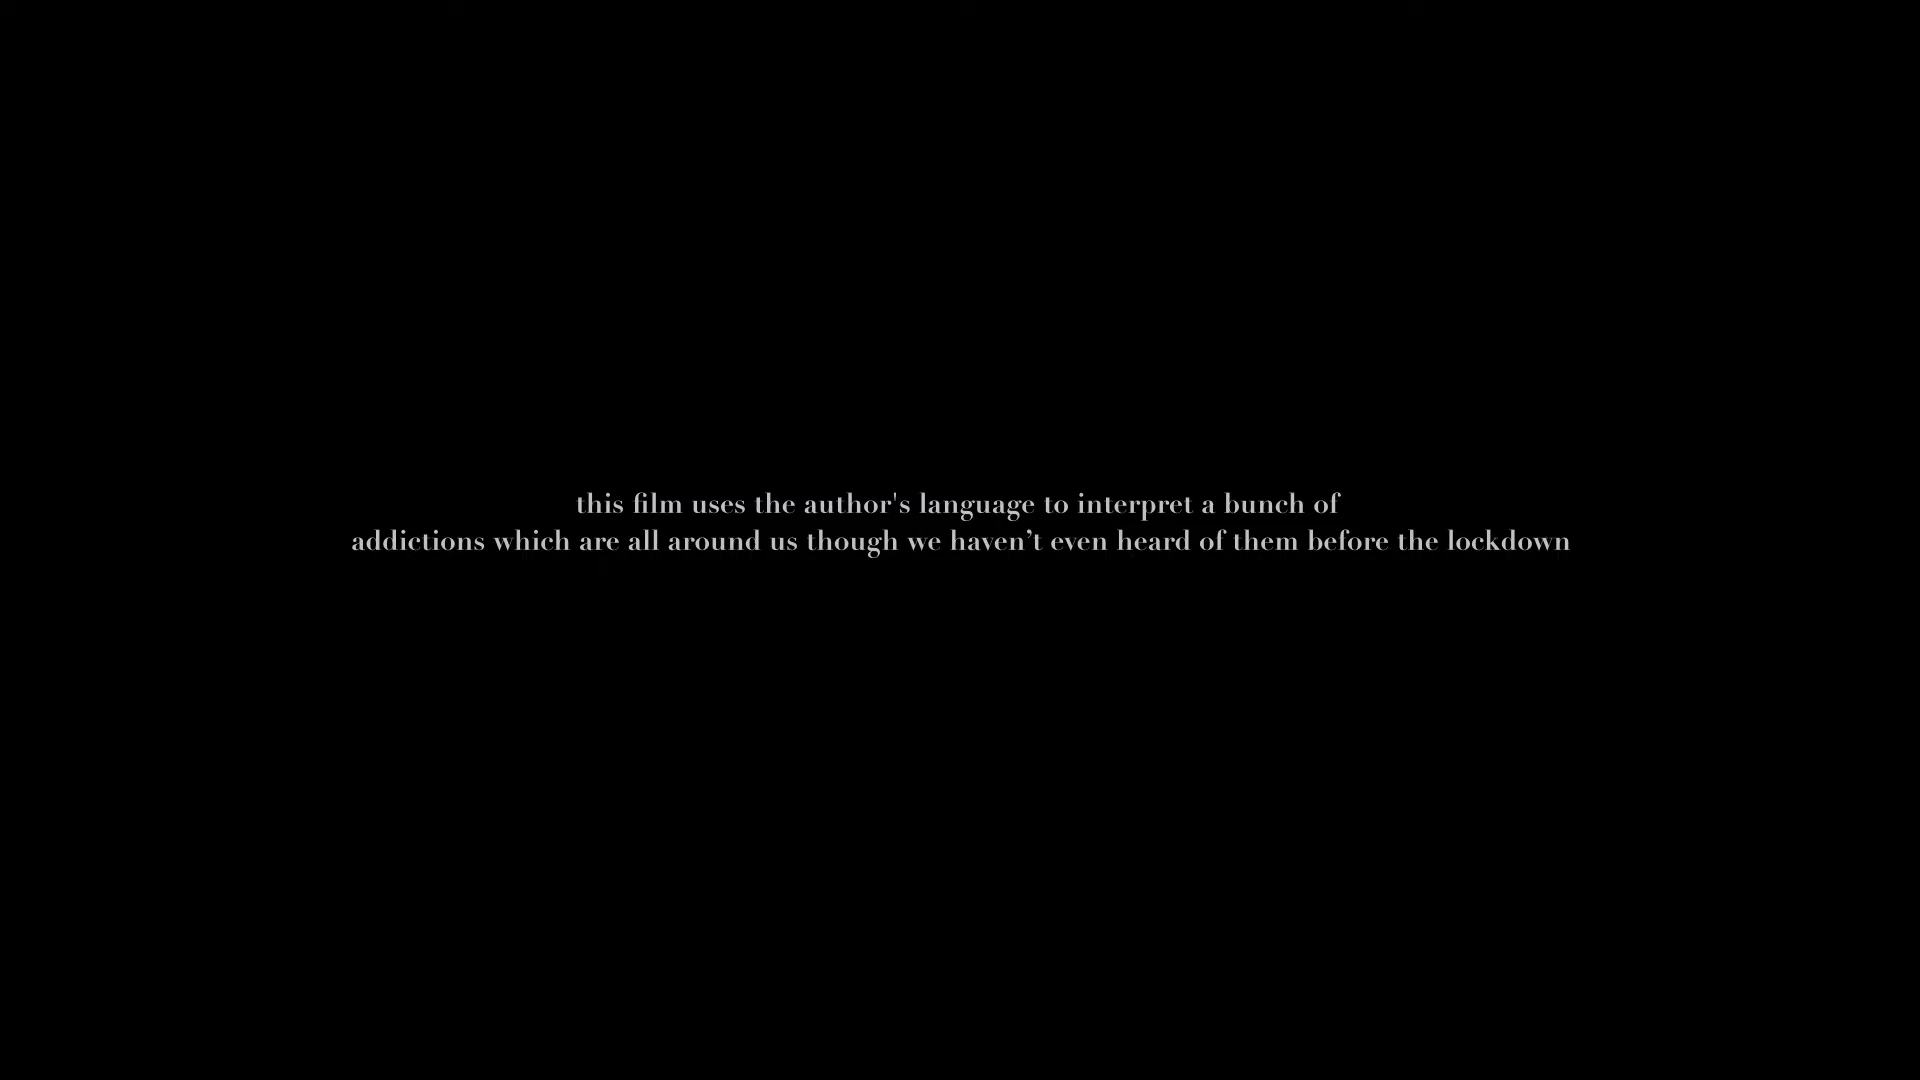 this film uses the author's language to interpret a bunch of
addictions which are all around us though we haven’t even heard of them before the lockdown